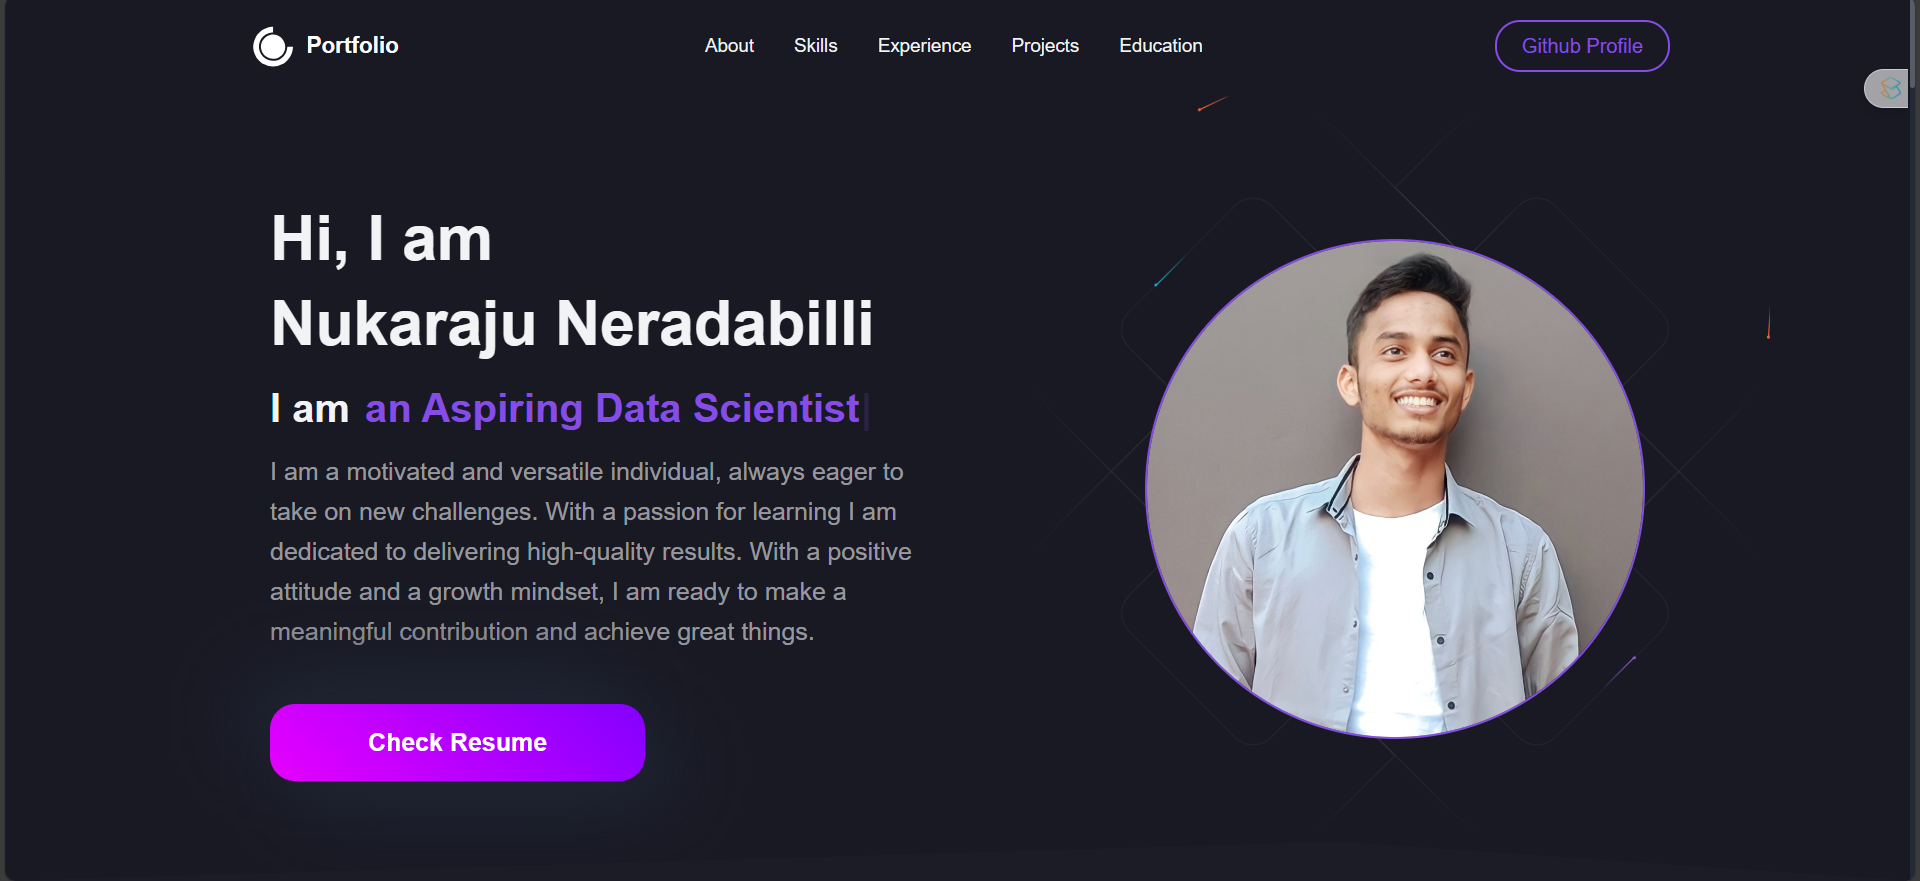 Portfolio
About
Skills
Experience
Projects
Education
Github Profile
Hi, I am
Nukaraju Neradabilli
I am an Aspiring Data Scientist
I am a motivated and versatile individual, always eager to
take on new challenges. With a passion for learning I am
dedicated to delivering high-quality results. With a positive
attitude and a growth mindset, I am ready to make a
meaningful contribution and achieve great things.
Check Resume